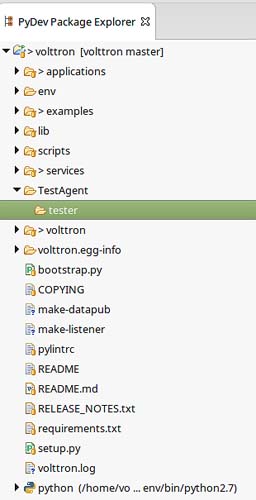 PyDev Package Explorer
> volttron [volttron master]
> applications
env
> examples
lib
scripts
> services
TestAgent
tester
> volttron
volttron.egg-info
bootstrap.py
COPYING
make-datapub
make-listener
pylintrc
README
README.md
RELEASE_NOTES.txt
requirements.txt
setup.py
volttron.log
python (/home/vo ... env/bin/python2.7)